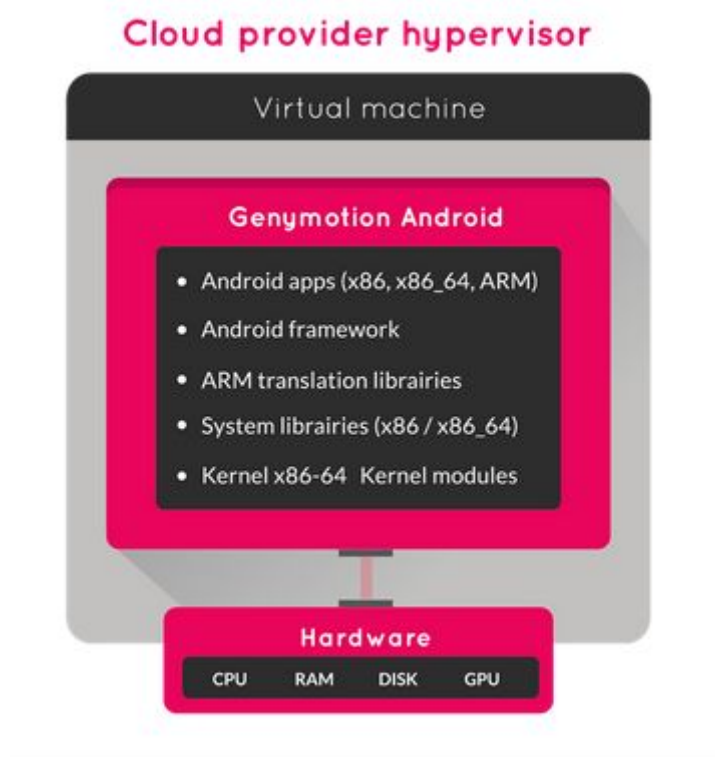 Cloud provider hypervisor
Virtual machine
Genymotion Android
• Android apps (x86, x86_64, ARM)
• Android framework
• ARM translation librairies
• System librairies (x86 / x86_64)
• Kernel x86-64 Kernel modules
Hardware
CPU RAM DISK GPU